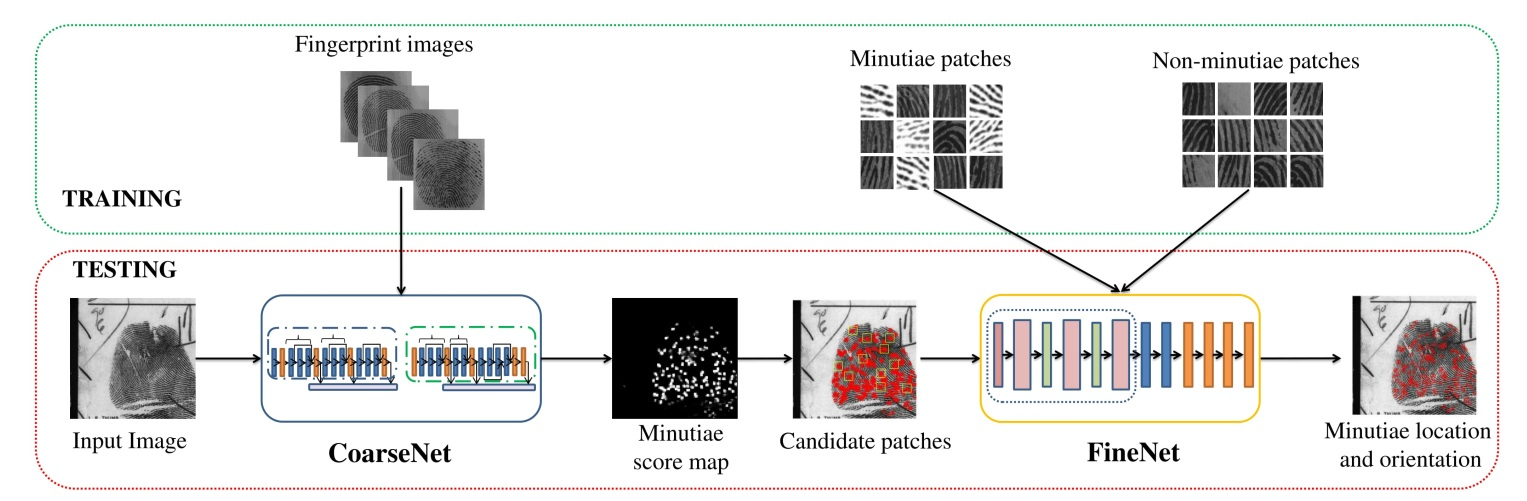 Fingerprint images
Minutiae patches
Non-minutiae patches
TRAINING
TESTING
Input Image
CoarseNet
Minutiae
score map
Candidate patches
FineNet
Minutiae location
and orientation